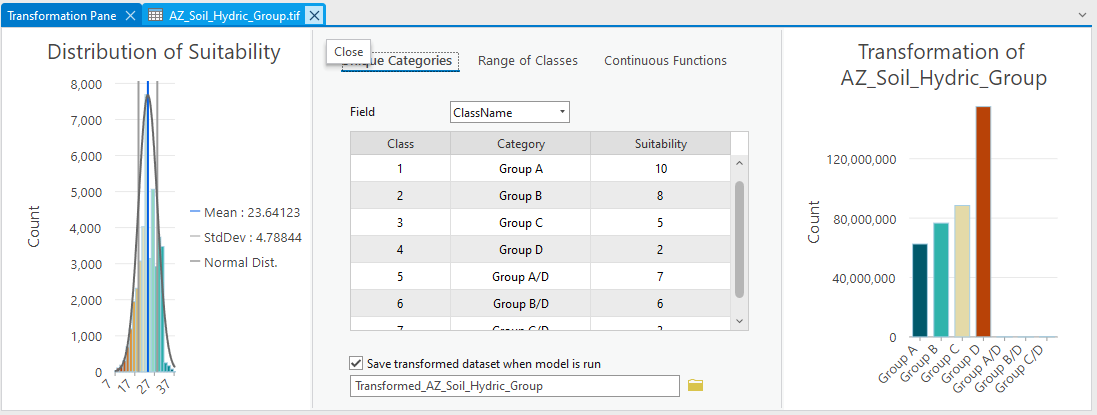 Transformation Pane
AZ_Soil_Hydric_Group.tif
Distribution of Suitability
Count
8,000
7,000
6,000
5,000
4,000
3,000
2,000
1,000
0
7
17
27
37
Mean : 23.64123
StdDev : 4.78844
Normal Dist.
Close
Categories
Range of Classes
Continuous Functions
Field
ClassName
Class Category Suitability
1 Group A 10
2 Group B 8
3 Group C 5
4 Group D 2
5 Group A/D 7
6 Group B/D 6
7 Group C/D 3
Save transformed dataset when model is run
Transformed_AZ_Soil_Hydric_Group
Transformation of
AZ_Soil_Hydric_Group
Count
120,000,000
80,000,000
40,000,000
0
Group A
Group B
Group C
Group D
Group A/D
Group B/D
Group C/D